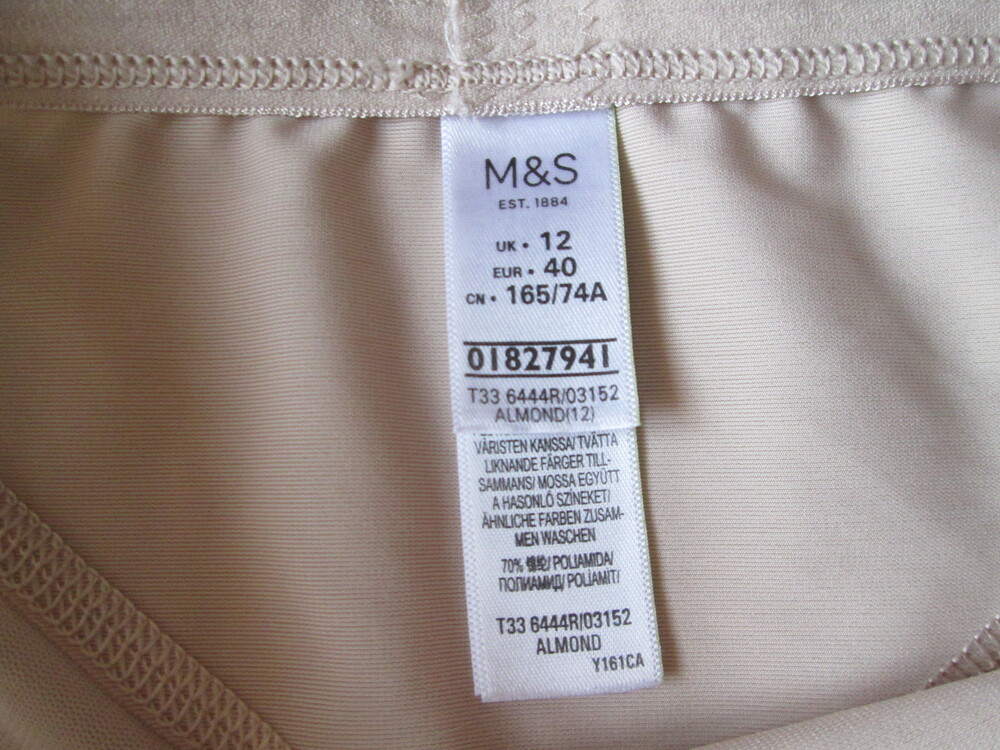 M&S
EST. 1884
UK • 12
EUR • 40
CN • 165/74A
01827941
T33 6444R/03152
ALMOND(12)
VÄRISTEN KANSSA/ TVÄTTA
LIKNANDE FÄRGER TILL-
SAMMANS/ MOSSA EGYÜTT
A HASONLÓ SZÍNEKET/
ÄHNLICHE FARBEN ZUSAM-
MEN WASCHEN
70% 锦纶/ POLIAMIDA/
ПОЛИАМИД/ POLIAMIT/
T33 6444R/03152
ALMOND
Y161CA